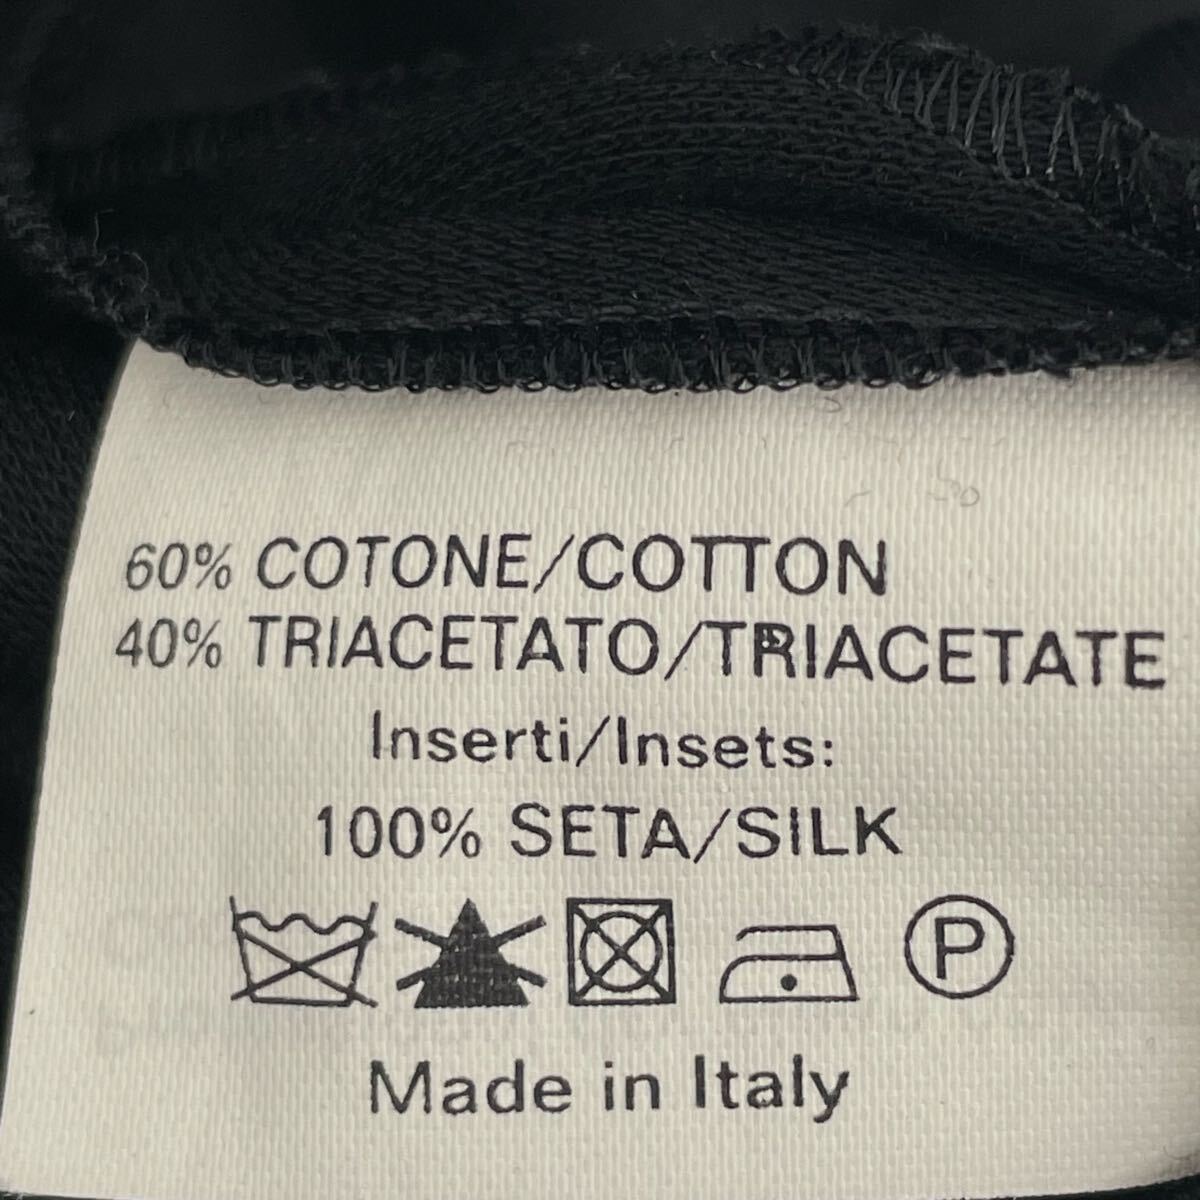 60% COTONE/COTTON
40% TRIACETATO/TRIACETATE
Inserti/Insets:
100% SETA/SILK
P
Made in Italy